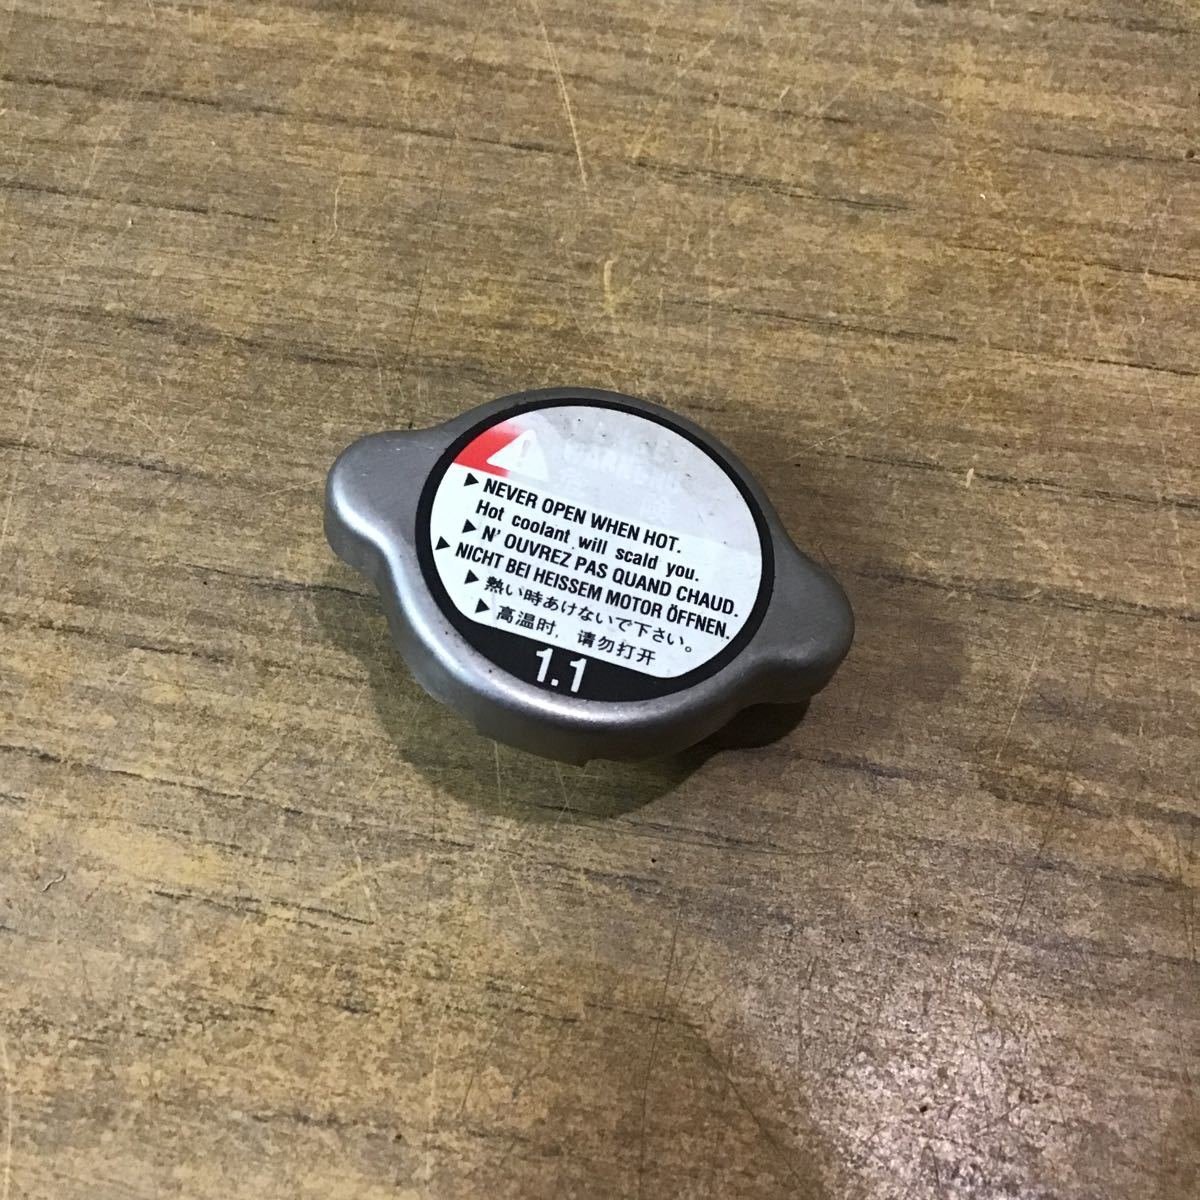 ▶ NEVER OPEN WHEN HOT.
Hot coolant will scald you.
▶ N' OUVREZ PAS QUAND CHAUD.
▶ NICHT BEI HEISSEM MOTOR ÖFFNEN.
▶ 熱い時あけないで下さい。
▶ 高温时，请勿打开
1.1